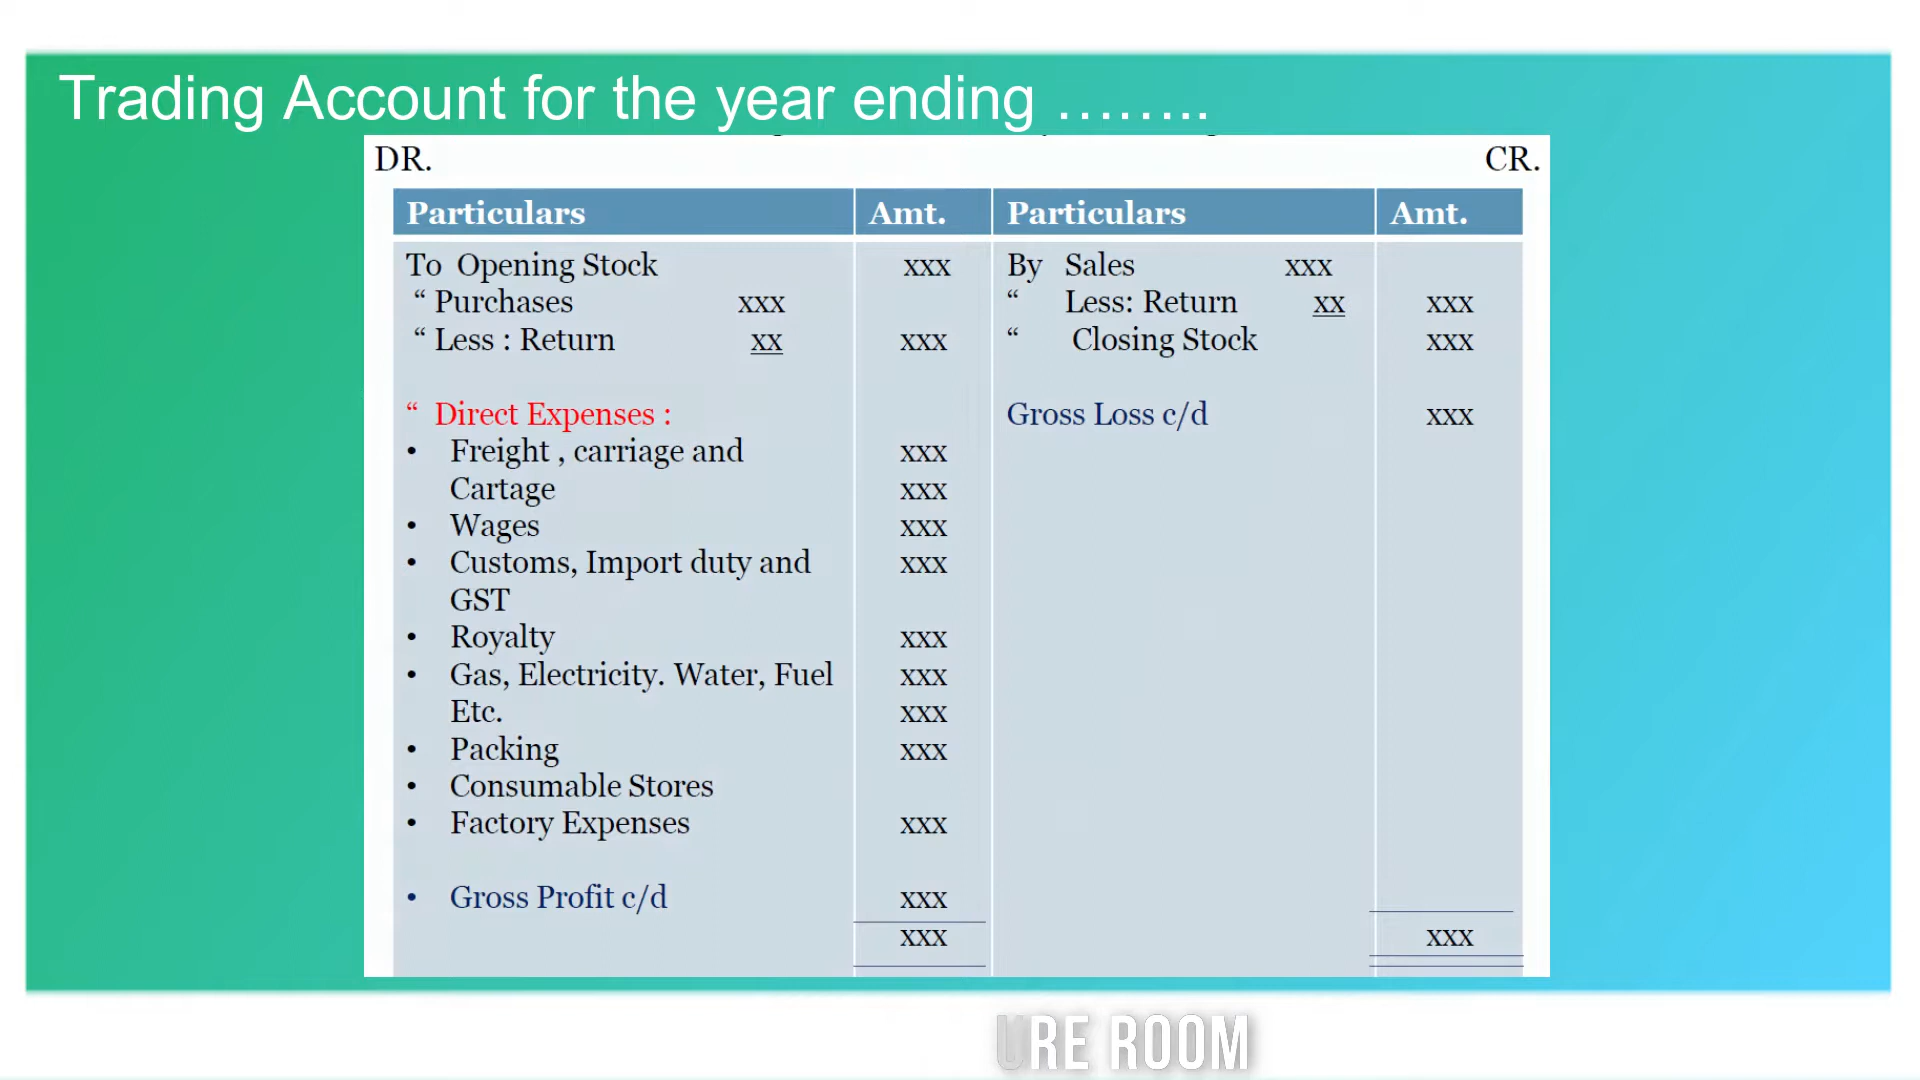 Trading Account for the year ending ........
DR. CR.
Particulars Amt. Particulars Amt.
To Opening Stock xxx By Sales xxx
“ Purchases xxx “ Less: Return xx xxx
“ Less : Return xx xxx “ Closing Stock xxx
“ Direct Expenses : Gross Loss c/d xxx
• Freight , carriage and xxx
Cartage xxx
• Wages xxx
• Customs, Import duty and xxx
GST
• Royalty xxx
• Gas, Electricity. Water, Fuel xxx
Etc. xxx
• Packing xxx
• Consumable Stores
• Factory Expenses xxx
• Gross Profit c/d xxx
xxx xxx
URE ROOM